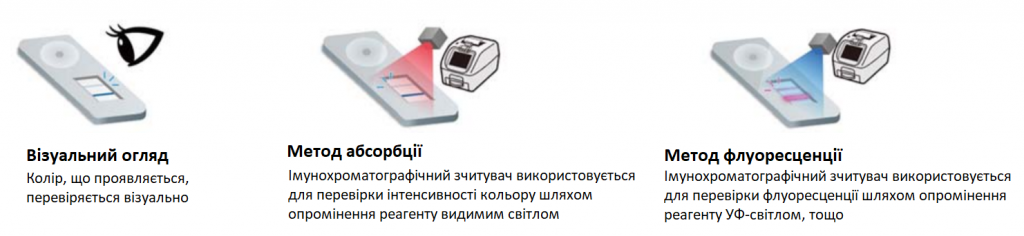 Візуальний огляд
Колір, що проявляється,
перевіряється візуально
Метод абсорбції
Імунохроматографічний зчитувач використовується
для перевірки інтенсивності кольору шляхом
опромінення реагенту видимим світлом
Метод флуоресценції
Імунохроматографічний зчитувач використовується
для перевірки флуоресценції шляхом опромінення
реагенту УФ-світлом, тощо